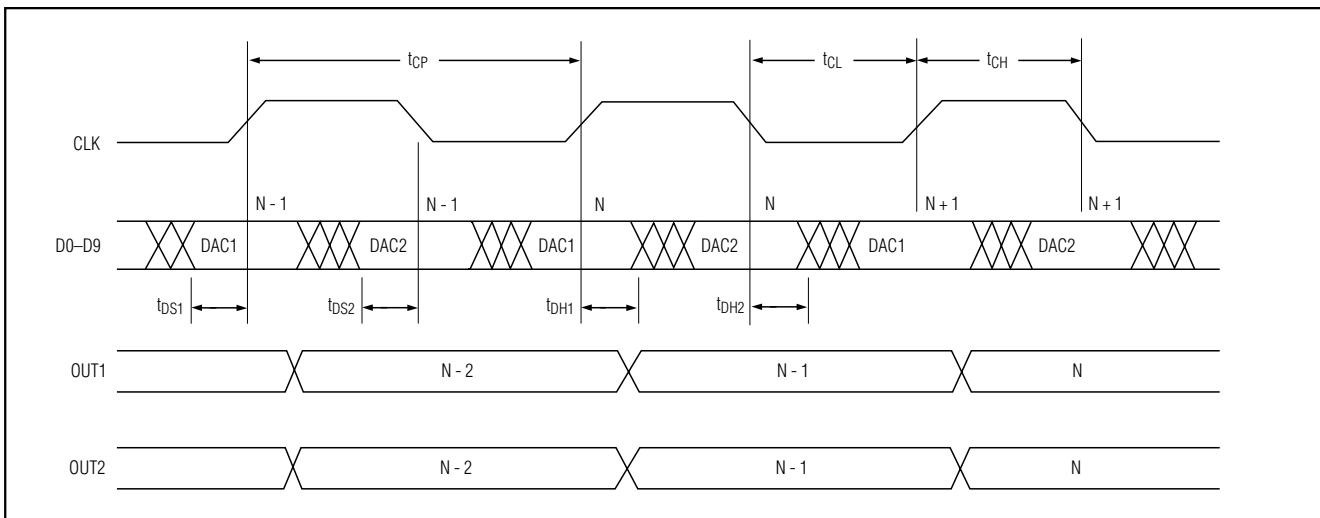 tCP
tCL
tCH
CLK
N - 1
N - 1
N
N
N + 1
N + 1
D0–D9
DAC1
DAC2
DAC1
DAC2
DAC1
DAC2
tDS1
tDS2
tDH1
tDH2
OUT1
N - 2
N - 1
N
OUT2
N - 2
N - 1
N